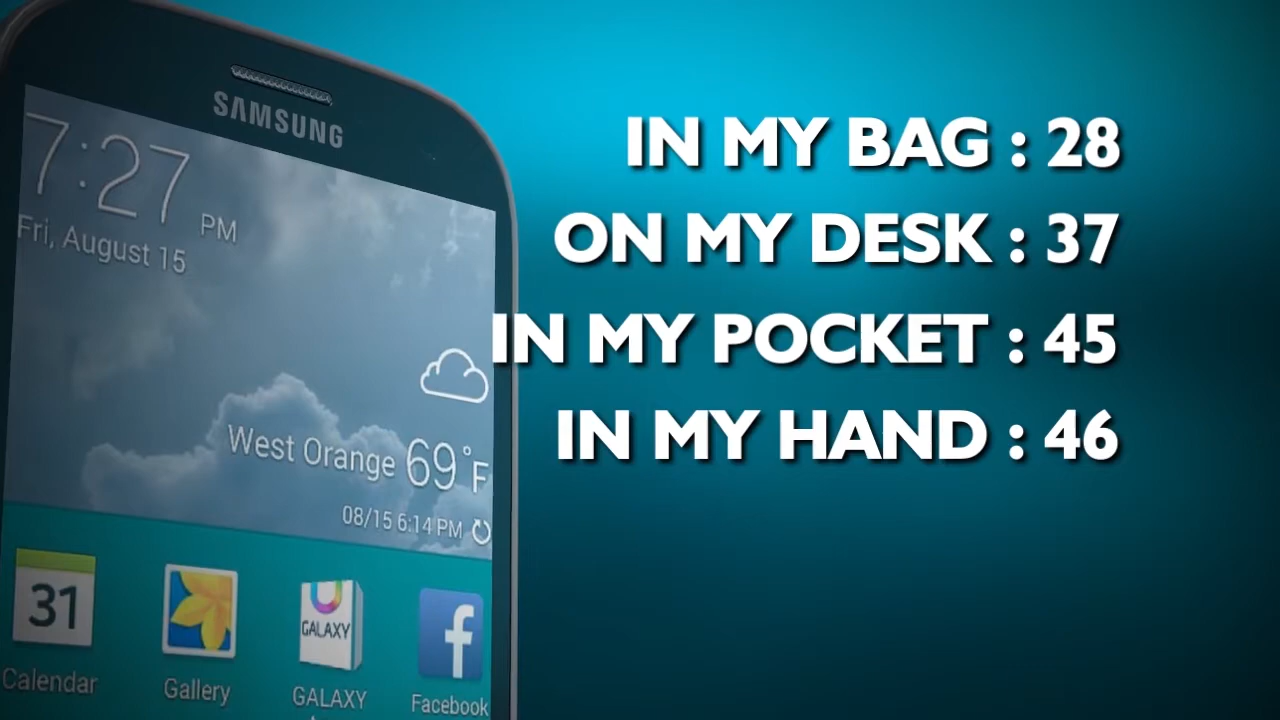 SAMSUNG
7:27 PM
Fri, August 15
West Orange 69°F
08/15 6:14 PM
31
GALAXY
f
Calendar
Gallery
GALAXY
Facebook
IN MY BAG : 28
ON MY DESK : 37
IN MY POCKET : 45
IN MY HAND : 46